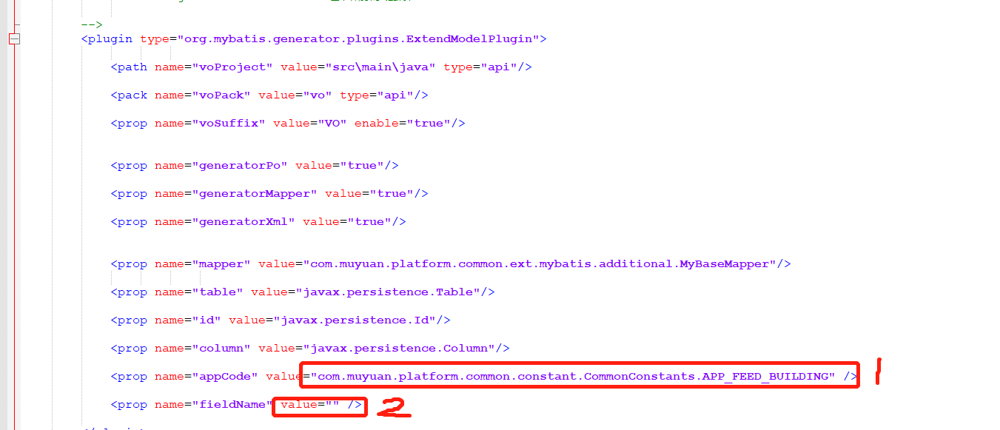 -->
<plugin type="org.mybatis.generator.plugins.ExtendModelPlugin">
<path name="voProject" value="src\main\java" type="api"/>
<pack name="voPack" value="vo" type="api"/>
<prop name="voSuffix" value="VO" enable="true"/>
<prop name="generatorPo" value="true"/>
<prop name="generatorMapper" value="true"/>
<prop name="generatorXml" value="true"/>
<prop name="mapper" value="com.muyuan.platform.common.ext.mybatis.additional.MyBaseMapper"/>
<prop name="table" value="javax.persistence.Table"/>
<prop name="id" value="javax.persistence.Id"/>
<prop name="column" value="javax.persistence.Column"/>
<prop name="appCode" value="com.muyuan.platform.common.constant.CommonConstants.APP_FEED_BUILDING" /> 1
<prop name="fieldName" value="" /> 2